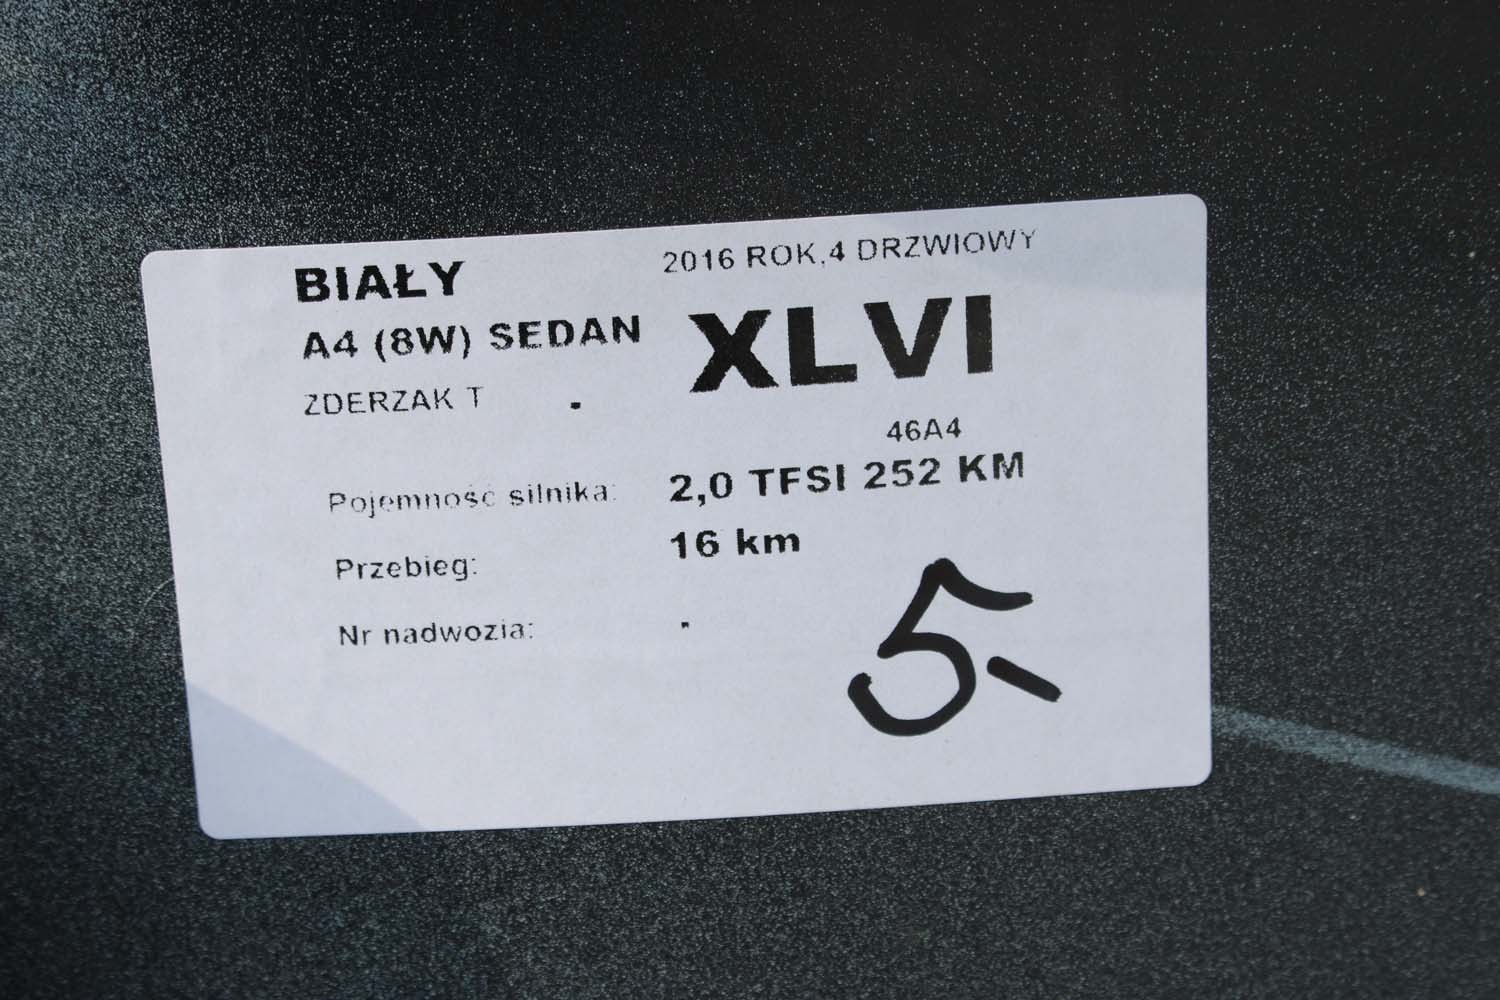 BIAŁY
2016 ROK,4 DRZWIOWY
A4 (8W) SEDAN
XLVI
ZDERZAK T .
46A4
Pojemność silnika: 2,0 TFSI 252 KM
Przebieg: 16 km
Nr nadwozia: .
5,-